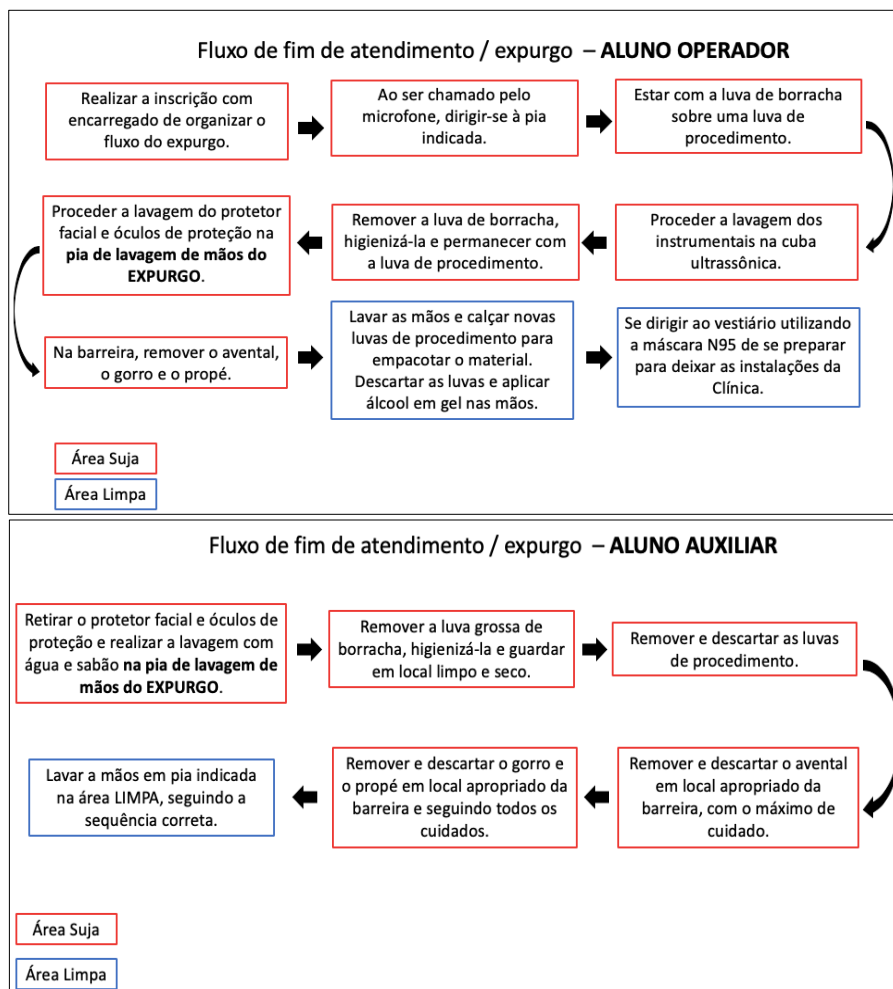 Fluxo de fim de atendimento / expurgo – ALUNO OPERADOR
Realizar a inscrição com
encarregado de organizar o
fluxo do expurgo.
Ao ser chamado pelo
microfone, dirigir-se à pia
indicada.
Estar com a luva de borracha
sobre uma luva de
procedimento.
Proceder a lavagem dos
instrumentais na cuba
ultrassônica.
Remover a luva de borracha,
higienizá-la e permanecer com
a luva de procedimento.
Proceder a lavagem do protetor
facial e óculos de proteção na
pia de lavagem de mãos do
EXPURGO.
Na barreira, remover o avental,
o gorro e o propé.
Lavar as mãos e calçar novas
luvas de procedimento para
empacotar o material.
Descartar as luvas e aplicar
álcool em gel nas mãos.
Se dirigir ao vestiário utilizando
a máscara N95 de se preparar
para deixar as instalações da
Clínica.
Área Suja
Área Limpa
Fluxo de fim de atendimento / expurgo – ALUNO AUXILIAR
Retirar o protetor facial e óculos de
proteção e realizar a lavagem com
água e sabão na pia de lavagem de
mãos do EXPURGO.
Remover a luva grossa de
borracha, higienizá-la e guardar
em local limpo e seco.
Remover e descartar as luvas
de procedimento.
Remover e descartar o avental
em local apropriado da
barreira, com o máximo de
cuidado.
Remover e descartar o gorro e
o propé em local apropriado da
barreira e seguindo todos os
cuidados.
Lavar a mãos em pia indicada
na área LIMPA, seguindo a
sequência correta.
Área Suja
Área Limpa